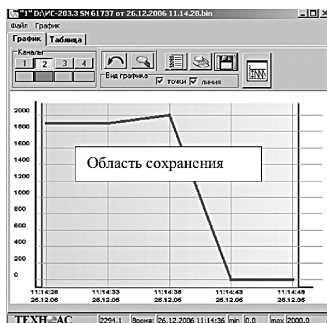 "1" D\ИС-203.3 SN 61737 от 26.12.2006 11.14.28.bin
Файл График
График Таблица
Каналы
1 2 3 4
Вид графика
точки линия
2000
1800
1600
1400
1200
1000
800
600
400
200
0
Область сохранения
11:14:28 11:14:33 11:14:38 11:14:43 11:14:48
26.12.06 26.12.06 26.12.06 26.12.06 26.12.06
ТЕХН АС 2294.1 Время: 26.12.2006 11:14:36 min 0.0 max 2000.0